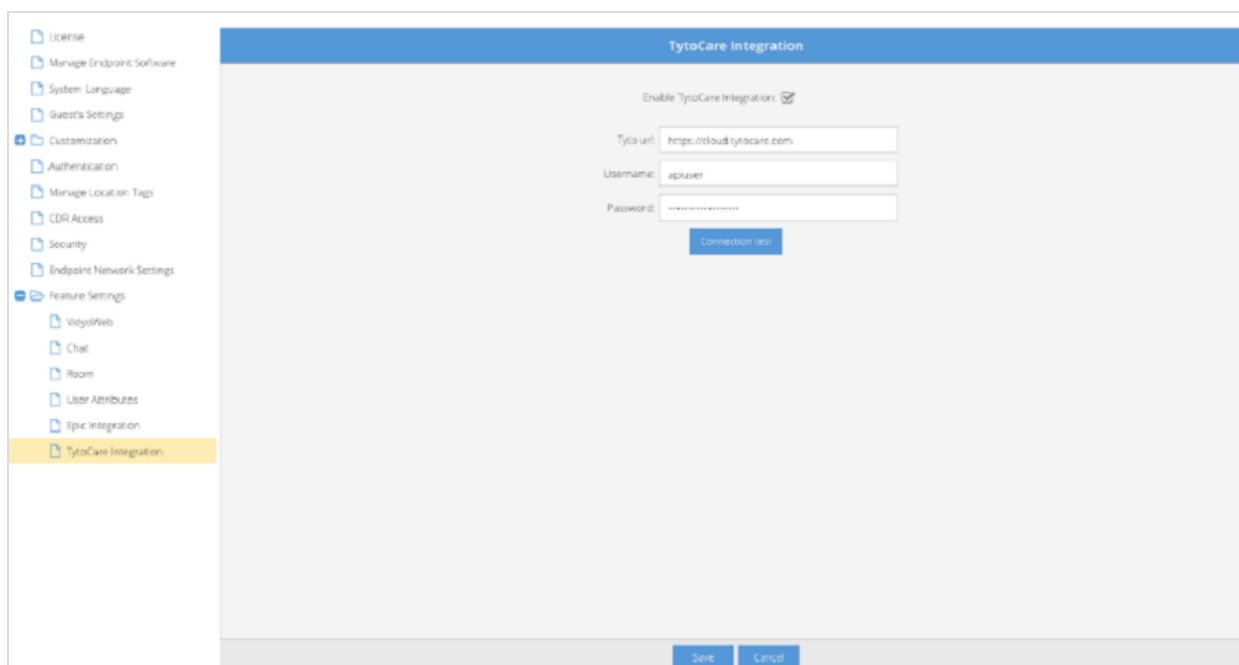 License
Manage Endpoint Software
System Language
Guest's Settings
Customization
Authentication
Manage Location Tags
CDR Access
Security
Endpoint Network Settings
Feature Settings
VidyoWeb
Chat
Room
User Attributes
Epic Integration
TytoCare Integration
TytoCare Integration
Enable TytoCare Integration:
Tyto url: https://cloud.tytocare.com
Username: apiuser
Password: ••••••••••••••••••
Connection test
Save Cancel